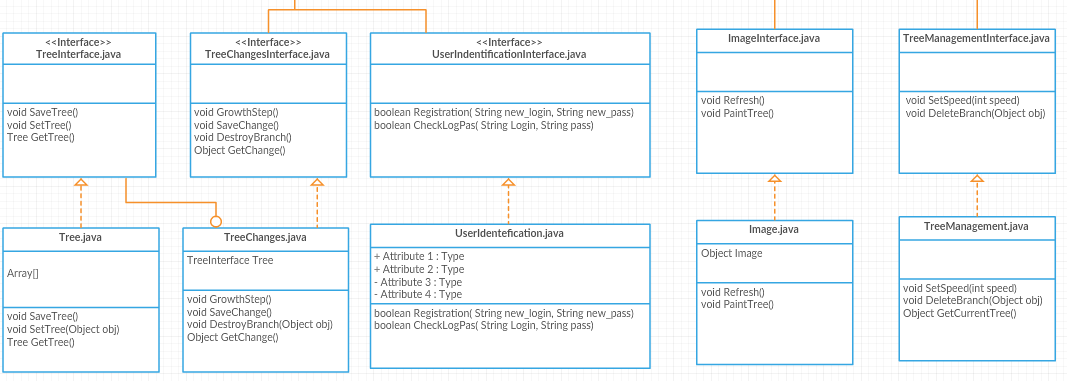 <<Interface>>
TreeInterface.java
void SaveTree()
void SetTree()
Tree GetTree()
<<Interface>>
TreeChangesInterface.java
void GrowthStep()
void SaveChange()
void DestroyBranch()
Object GetChange()
<<Interface>>
UserIndentificationInterface.java
boolean Registration( String new_login, String new_pass)
boolean CheckLogPas( String Login, String pass)
ImageInterface.java
void Refresh()
void PaintTree()
TreeManagementInterface.java
void SetSpeed(int speed)
void DeleteBranch(Object obj)
Tree.java
Array[]
void SaveTree()
void SetTree(Object obj)
Tree GetTree()
TreeChanges.java
TreeInterface Tree
void GrowthStep()
void SaveChange()
void DestroyBranch(Object obj)
Object GetChange()
UserIdentefication.java
+ Attribute 1 : Type
+ Attribute 2 : Type
- Attribute 3 : Type
- Attribute 4 : Type
boolean Registration( String new_login, String new_pass)
boolean CheckLogPas( String Login, String pass)
Image.java
Object Image
void Refresh()
void PaintTree()
TreeManagement.java
void SetSpeed(int speed)
void DeleteBranch(Object obj)
Object GetCurrentTree()